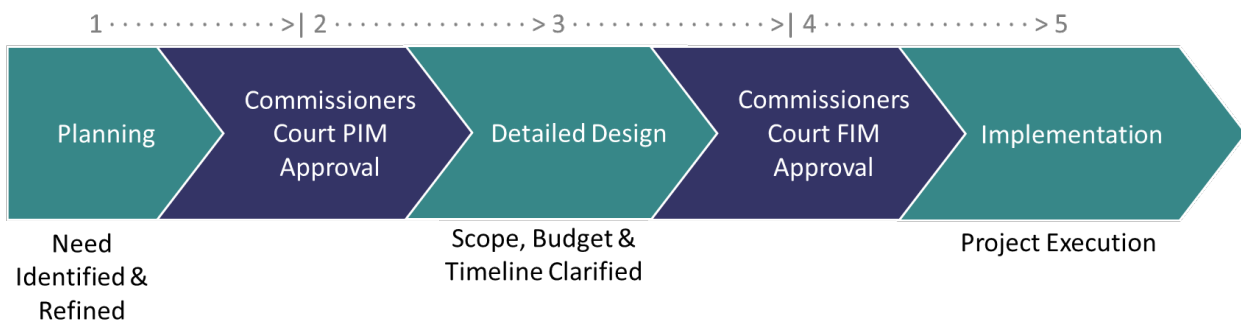 1 · · · · · · · · · · · · >| 2 · · · · · · · · · · · · · · · > 3 · · · · · · · · · · · · · · · >| 4 · · · · · · · · · · · · · · · > 5
Planning
Commissioners
Court PIM
Approval
Detailed Design
Commissioners
Court FIM
Approval
Implementation
Need
Identified &
Refined
Scope, Budget &
Timeline Clarified
Project Execution